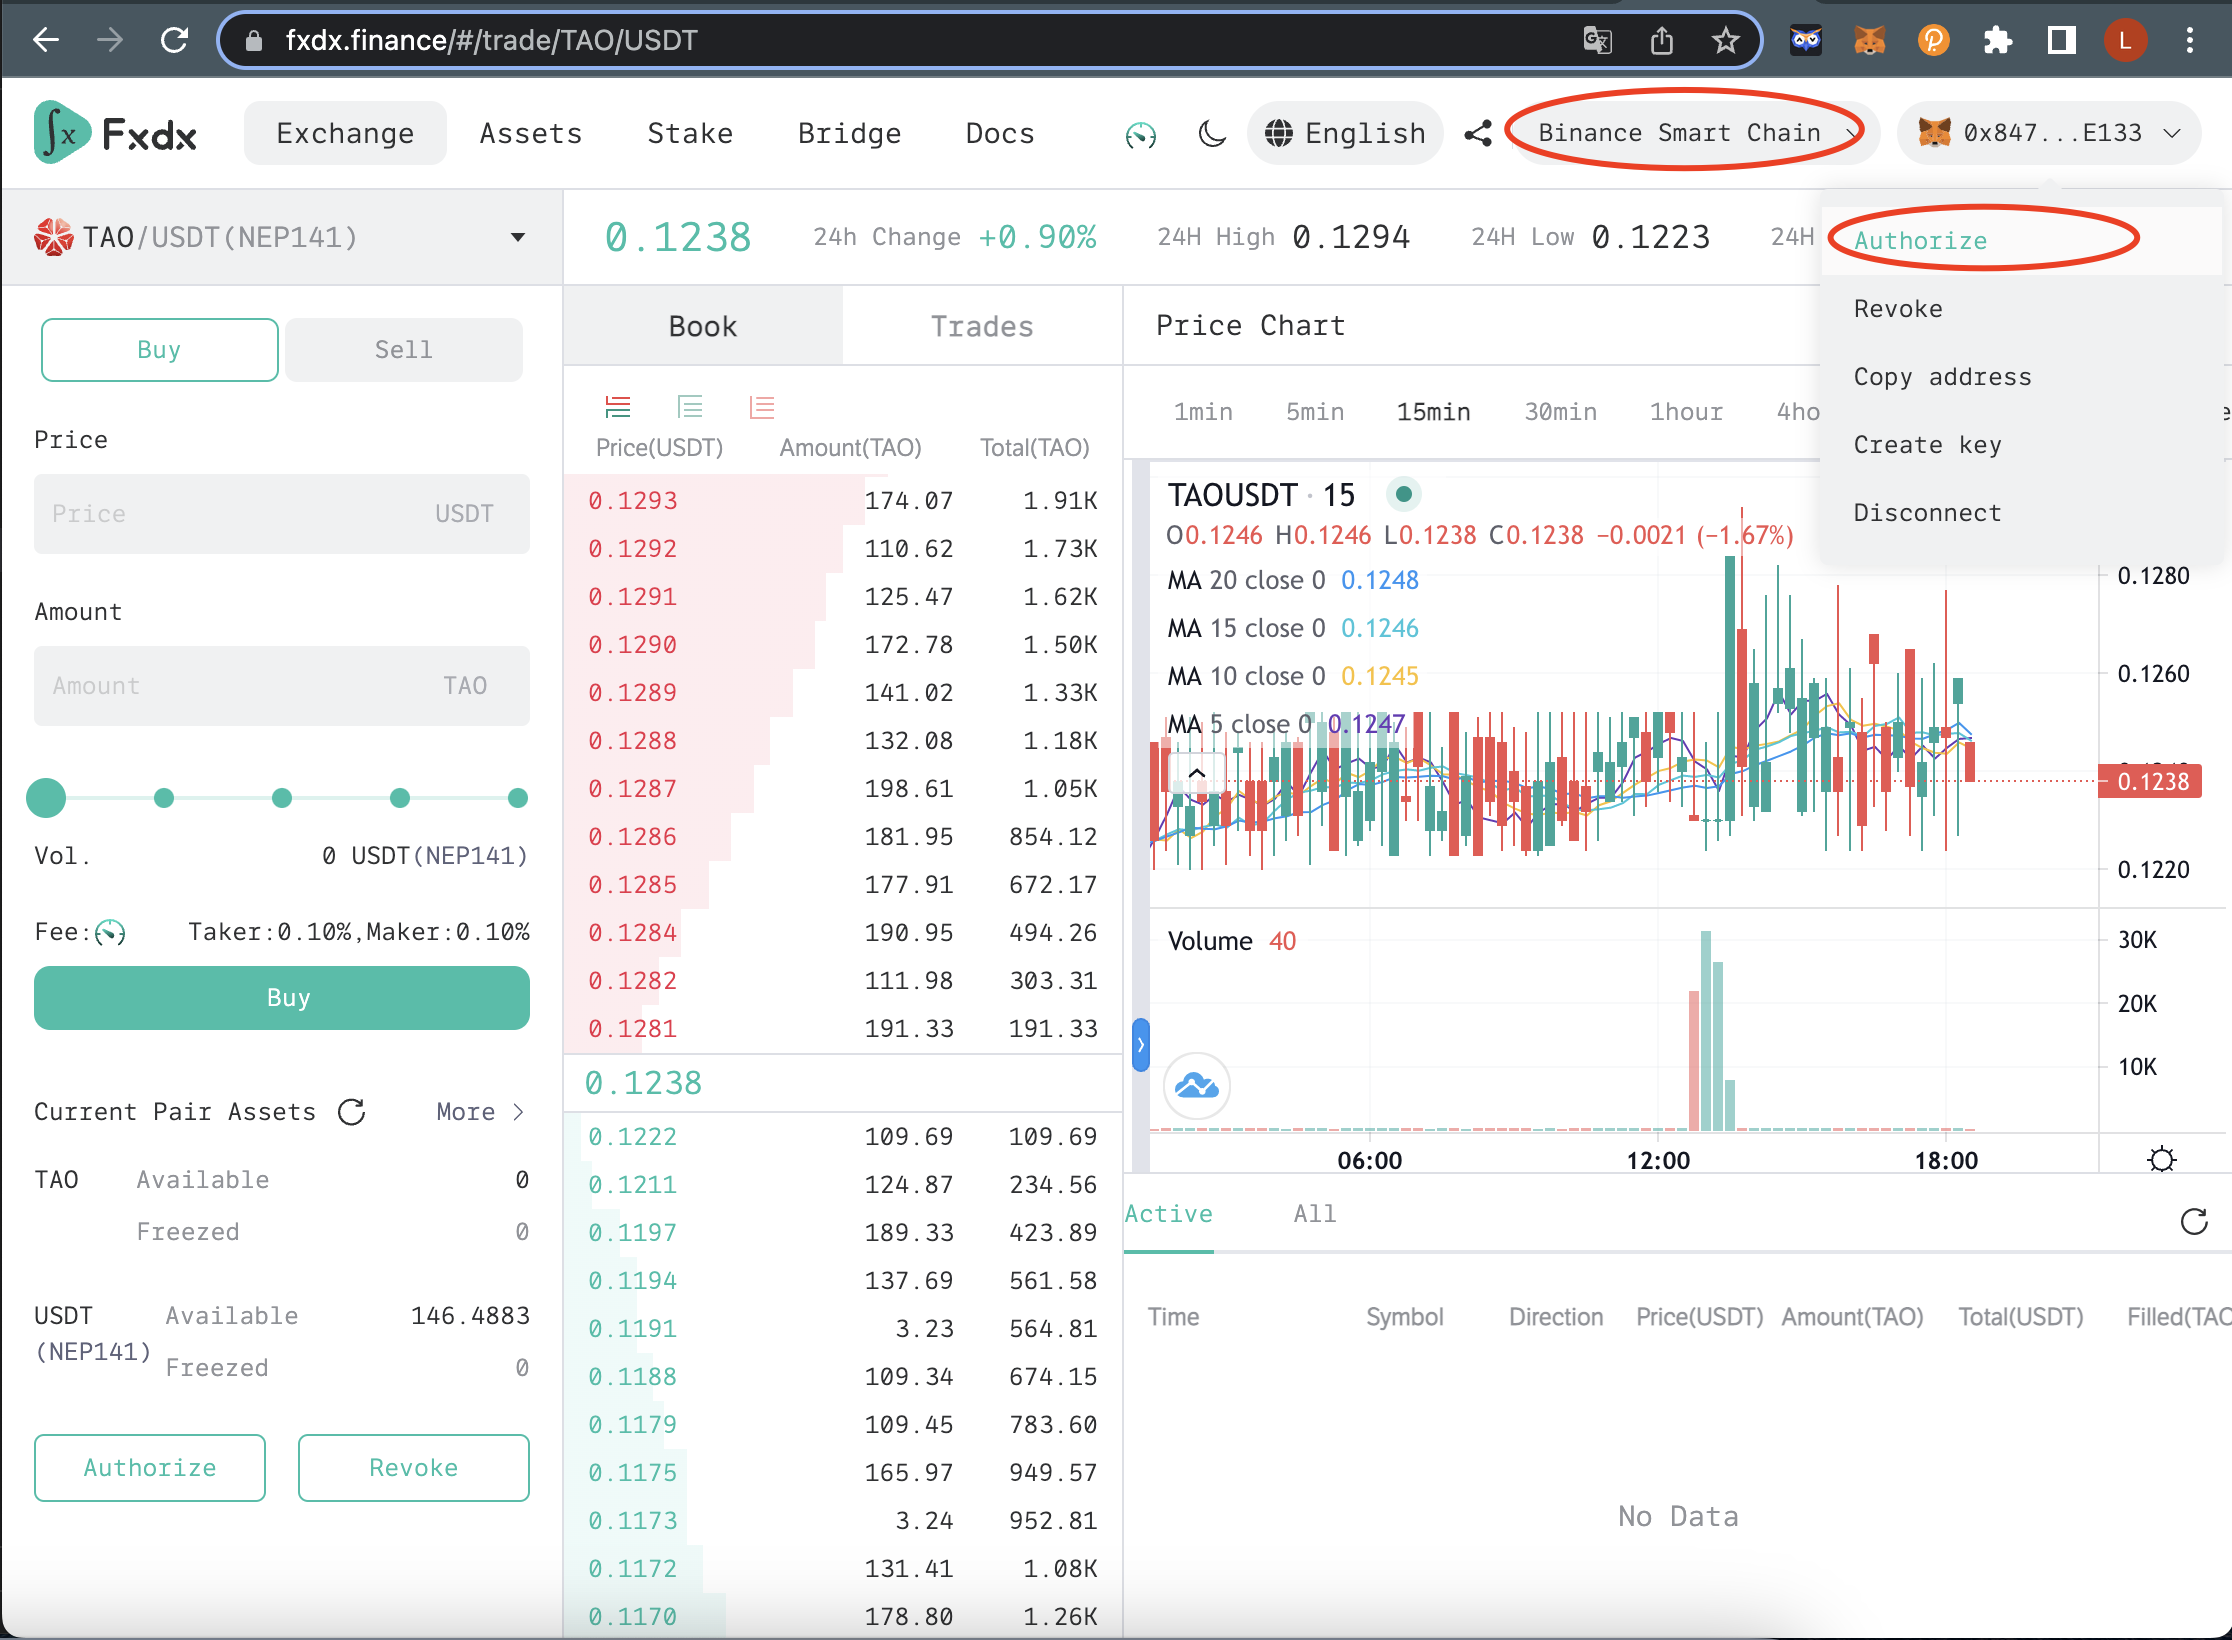 fxdx.finance/#/trade/TAO/USDT
L
Fxdx
Exchange
Assets
Stake
Bridge
Docs
English
Binance Smart Chain
0x847...E133
TAO/USDT(NEP141)
0.1238
24h Change +0.90%
24H High 0.1294
24H Low 0.1223
24H
Authorize
Revoke
Copy address
Create key
Disconnect
Buy
Sell
Price
Price USDT
Amount
Amount TAO
Vol. 0 USDT(NEP141)
Fee: Taker:0.10%,Maker:0.10%
Buy
Current Pair Assets More
TAO Available 0
Freezed 0
USDT Available 146.4883
(NEP141)
Freezed 0
Authorize
Revoke
Book
Trades
Price(USDT) Amount(TAO) Total(TAO)
0.1293 174.07 1.91K
0.1292 110.62 1.73K
0.1291 125.47 1.62K
0.1290 172.78 1.50K
0.1289 141.02 1.33K
0.1288 132.08 1.18K
0.1287 198.61 1.05K
0.1286 181.95 854.12
0.1285 177.91 672.17
0.1284 190.95 494.26
0.1282 111.98 303.31
0.1281 191.33 191.33
0.1238
0.1222 109.69 109.69
0.1211 124.87 234.56
0.1197 189.33 423.89
0.1194 137.69 561.58
0.1191 3.23 564.81
0.1188 109.34 674.15
0.1179 109.45 783.60
0.1175 165.97 949.57
0.1173 3.24 952.81
0.1172 131.41 1.08K
0.1170 178.80 1.26K
Price Chart
1min 5min 15min 30min 1hour 4ho
TAOUSDT · 15
O0.1246 H0.1246 L0.1238 C0.1238 −0.0021 (−1.67%)
MA 20 close 0 0.1248
MA 15 close 0 0.1246
MA 10 close 0 0.1245
MA 5 close 0 0.1247
0.1280
0.1260
0.1238
0.1220
Volume 40
30K
20K
10K
06:00 12:00 18:00
Active
All
Time Symbol Direction Price(USDT) Amount(TAO) Total(USDT) Filled(TAO
No Data